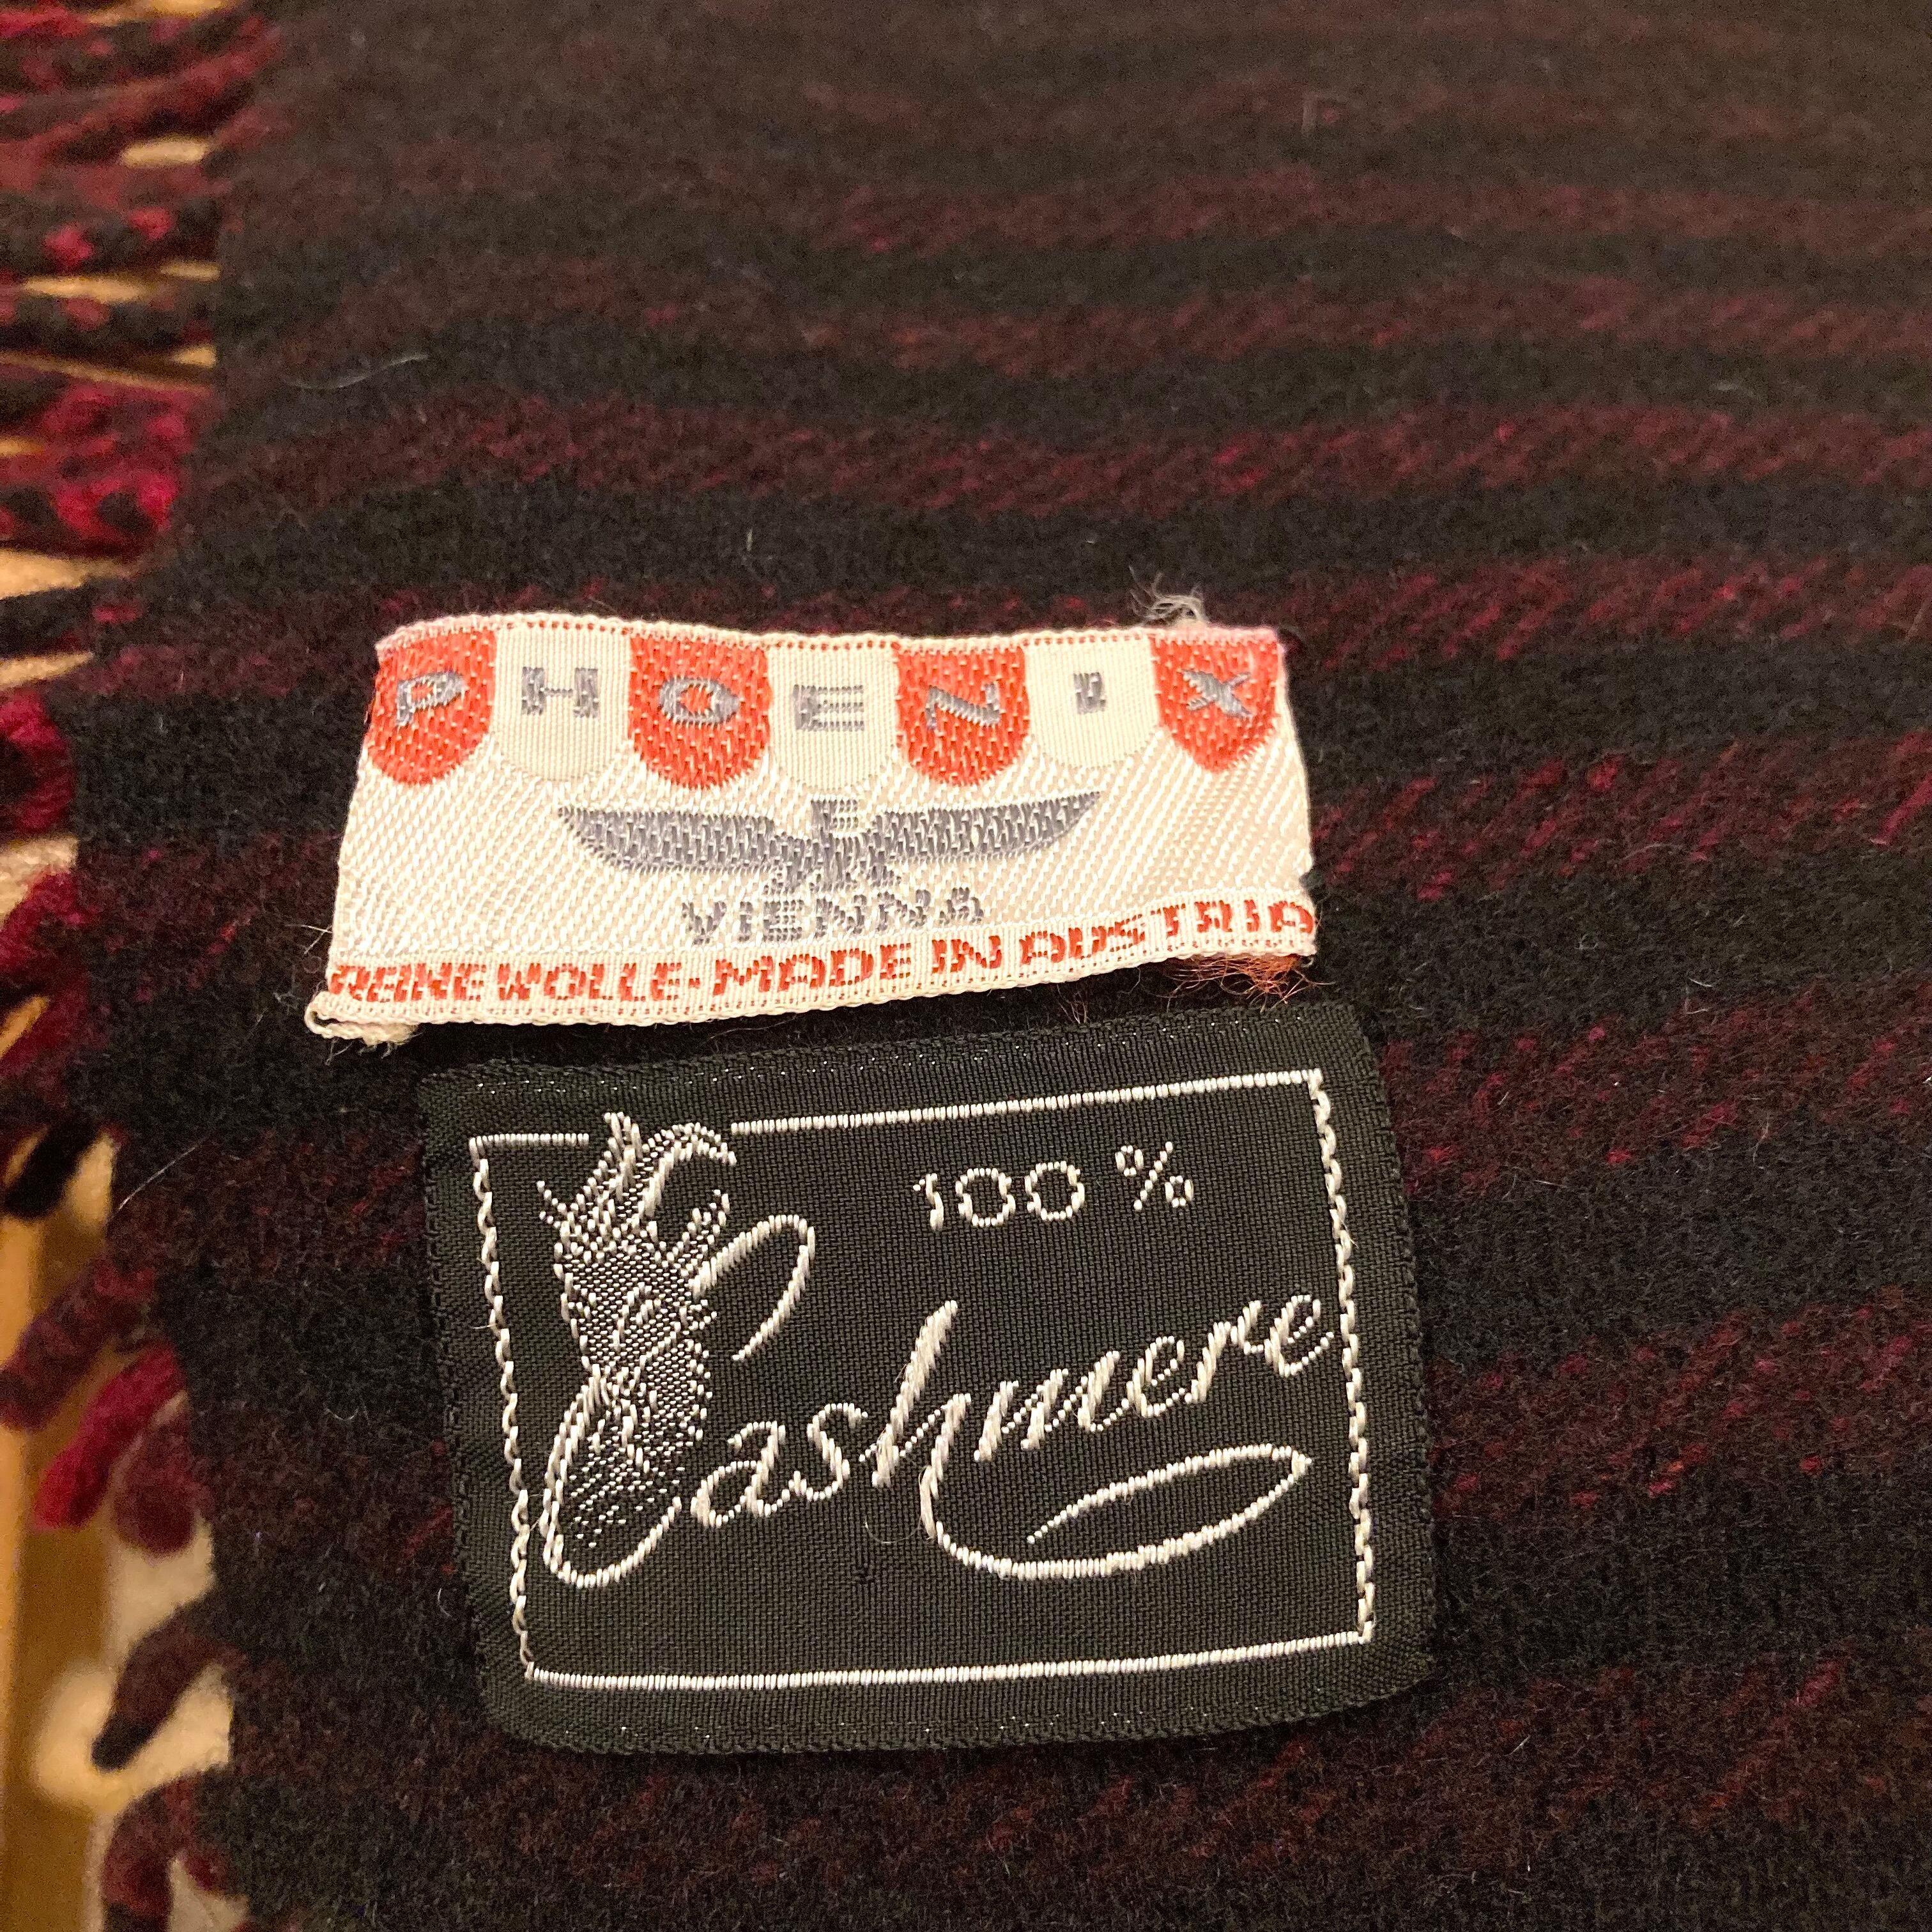 PHOENIX
VIENNA
REINE WOLLE · MADE IN AUSTRIA
100 %
Cashmere